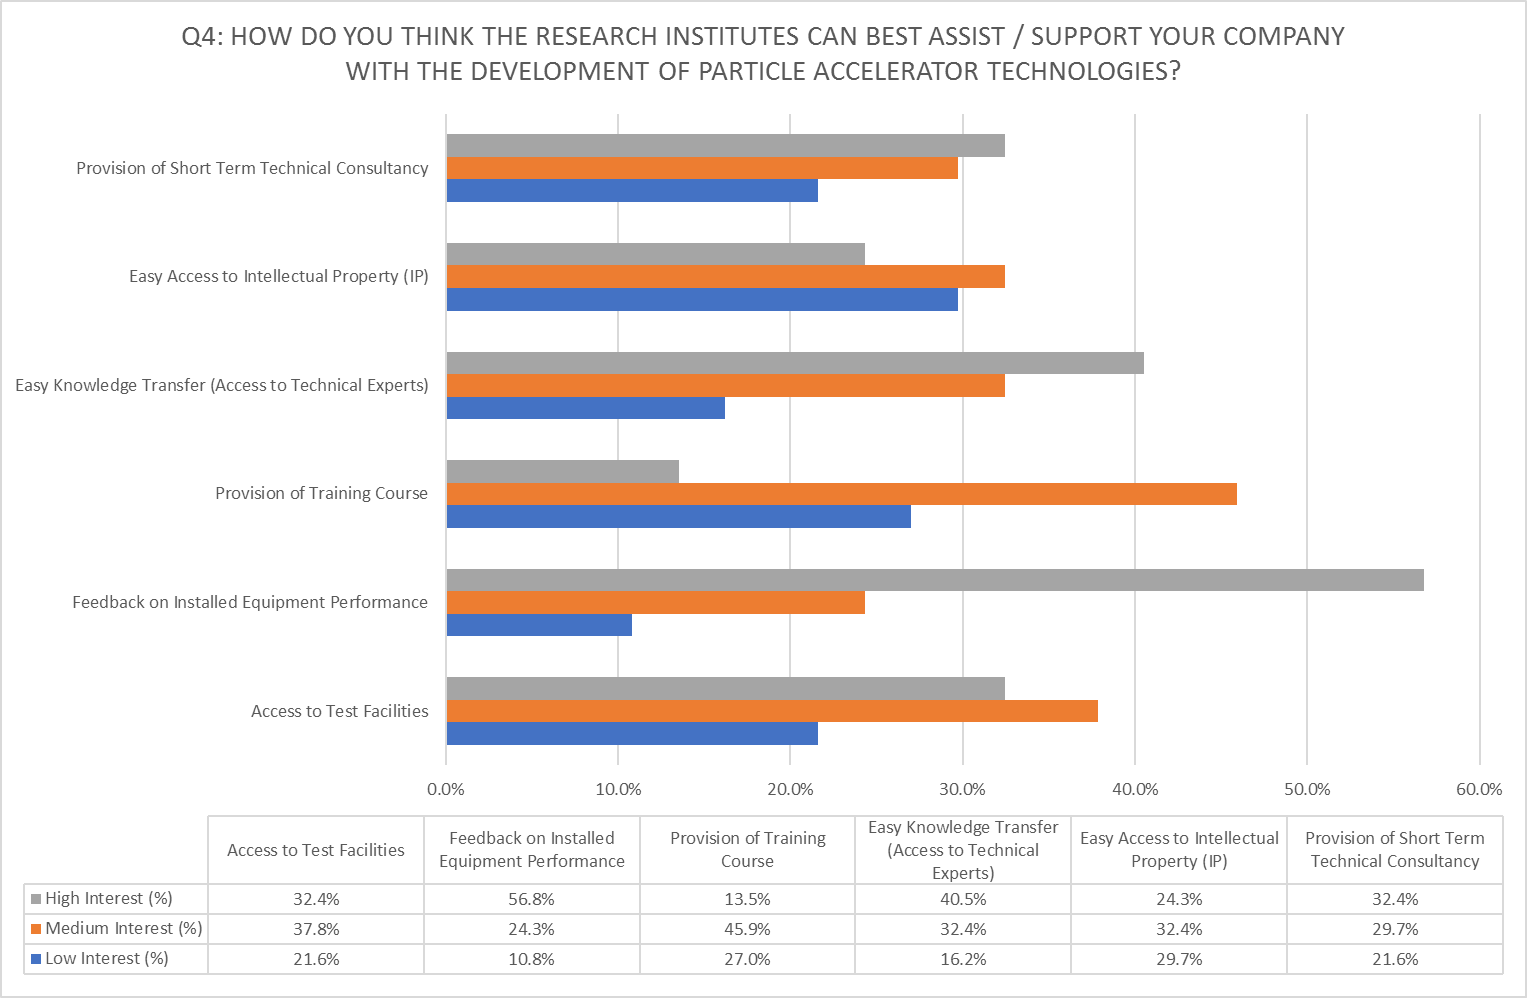 Q4: HOW DO YOU THINK THE RESEARCH INSTITUTES CAN BEST ASSIST / SUPPORT YOUR COMPANY
WITH THE DEVELOPMENT OF PARTICLE ACCELERATOR TECHNOLOGIES?
Provision of Short Term Technical Consultancy
Easy Access to Intellectual Property (IP)
Easy Knowledge Transfer (Access to Technical Experts)
Provision of Training Course
Feedback on Installed Equipment Performance
Access to Test Facilities
0.0% 10.0% 20.0% 30.0% 40.0% 50.0% 60.0%
Access to Test Facilities
Feedback on Installed
Equipment Performance
Provision of Training
Course
Easy Knowledge Transfer
(Access to Technical
Experts)
Easy Access to Intellectual
Property (IP)
Provision of Short Term
Technical Consultancy
High Interest (%) 32.4% 56.8% 13.5% 40.5% 24.3% 32.4%
Medium Interest (%) 37.8% 24.3% 45.9% 32.4% 32.4% 29.7%
Low Interest (%) 21.6% 10.8% 27.0% 16.2% 29.7% 21.6%